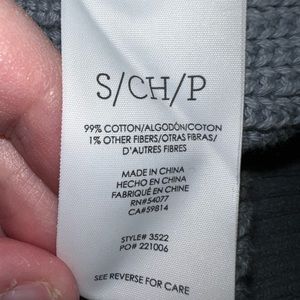 S/CH/P
99% COTTON/ALGODÓN/COTON
1% OTHER FIBERS/OTRAS FIBRAS/
D'AUTRES FIBRES
MADE IN CHINA
HECHO EN CHINA
FABRIQUÉ EN CHINE
RN#54077
CA#59814
STYLE# 3522
PO# 221006
SEE REVERSE FOR CARE